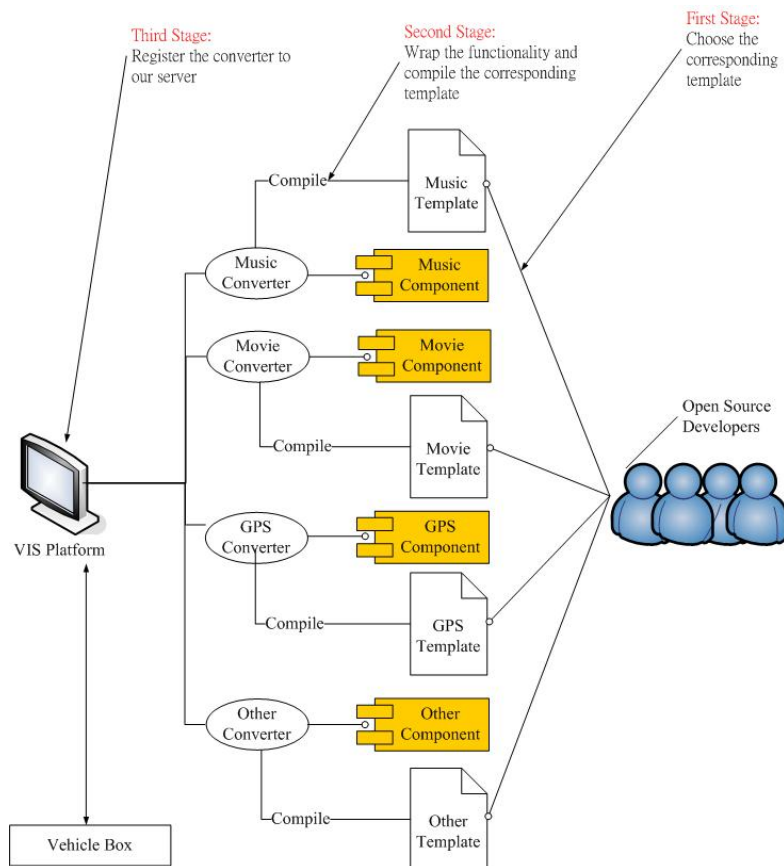 Third Stage:
Register the converter to
our server
Second Stage:
Wrap the functionality and
compile the corresponding
template
First Stage:
Choose the
corresponding
template
Compile
Music
Template
Music
Converter
Music
Component
Movie
Converter
Movie
Component
Compile
Movie
Template
Open Source
Developers
VIS Platform
GPS
Converter
GPS
Component
Compile
GPS
Template
Other
Converter
Other
Component
Compile
Other
Template
Vehicle Box